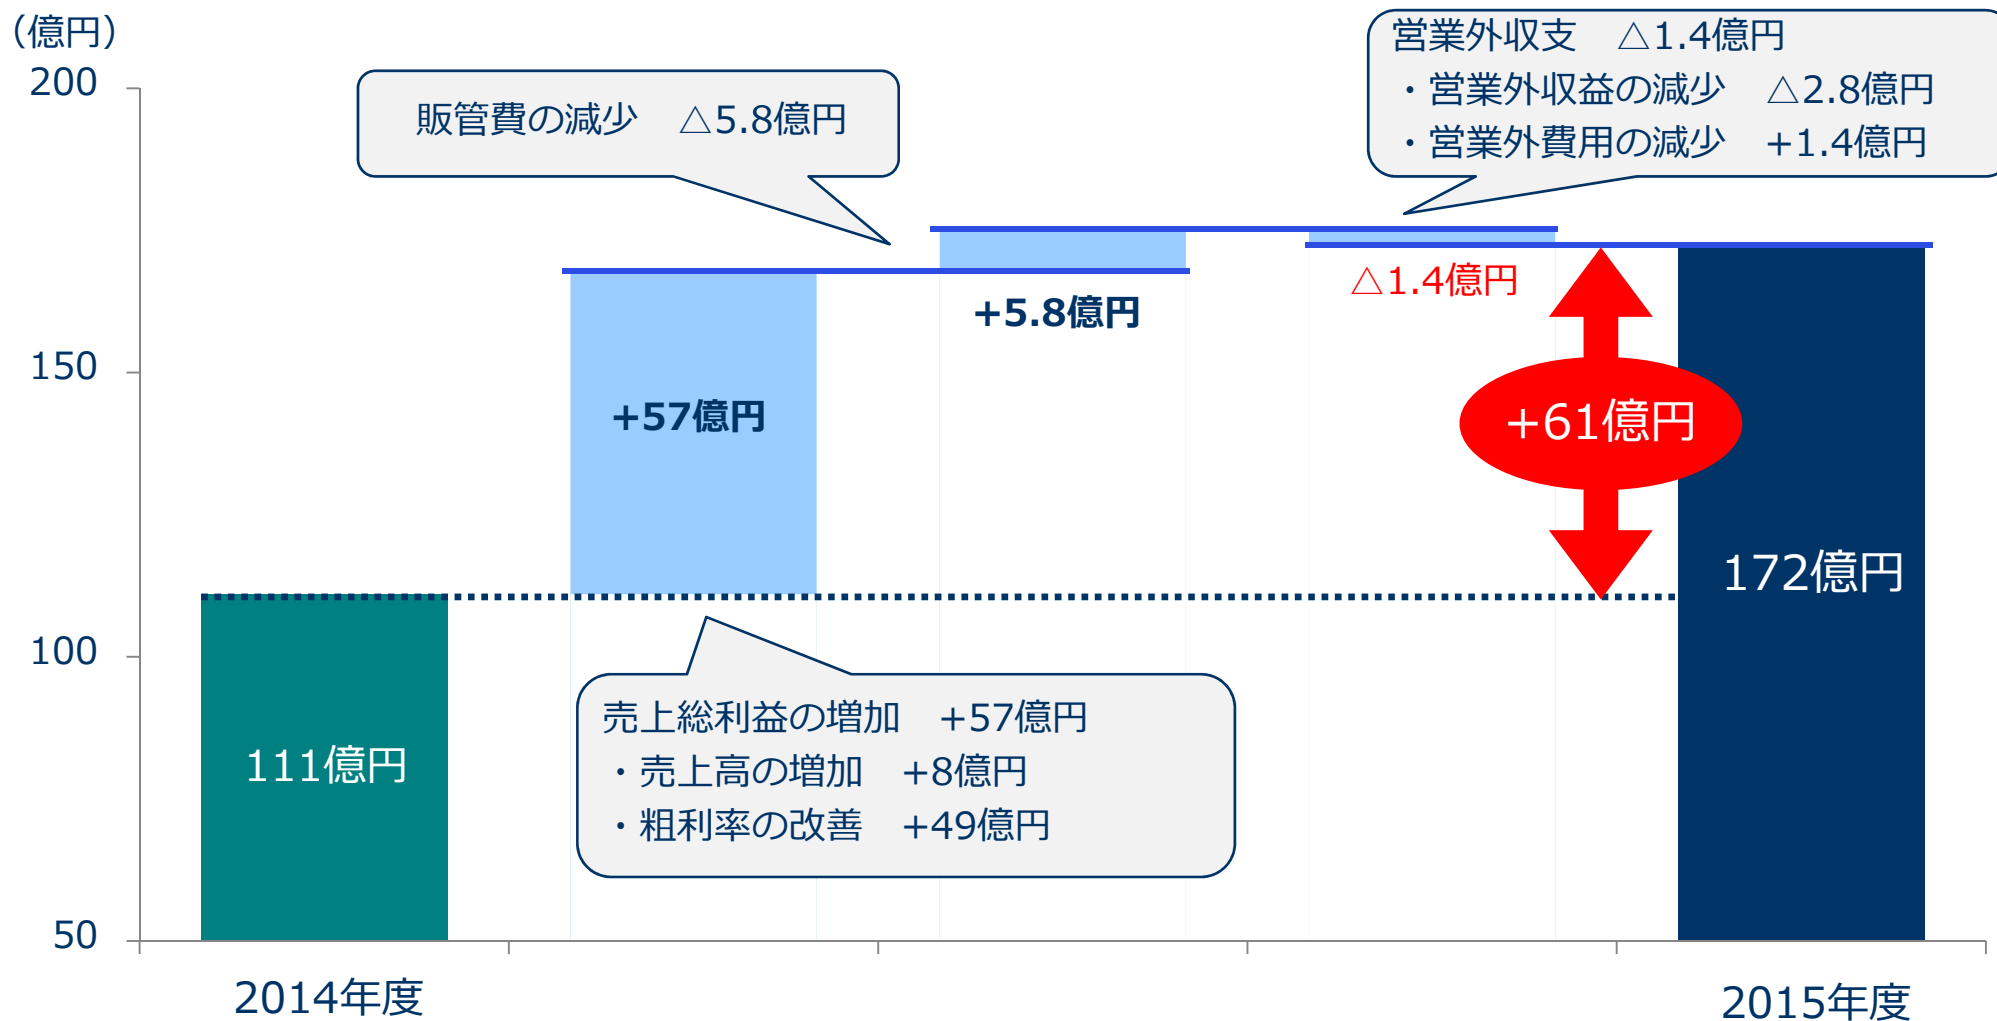 （億円）
200
150
100
50
販管費の減少　△5.8億円
営業外収支　△1.4億円
・営業外収益の減少　△2.8億円
・営業外費用の減少　+1.4億円
+57億円
+5.8億円
△1.4億円
+61億円
111億円
172億円
売上総利益の増加　+57億円
・売上高の増加　+8億円
・粗利率の改善　+49億円
2014年度
2015年度